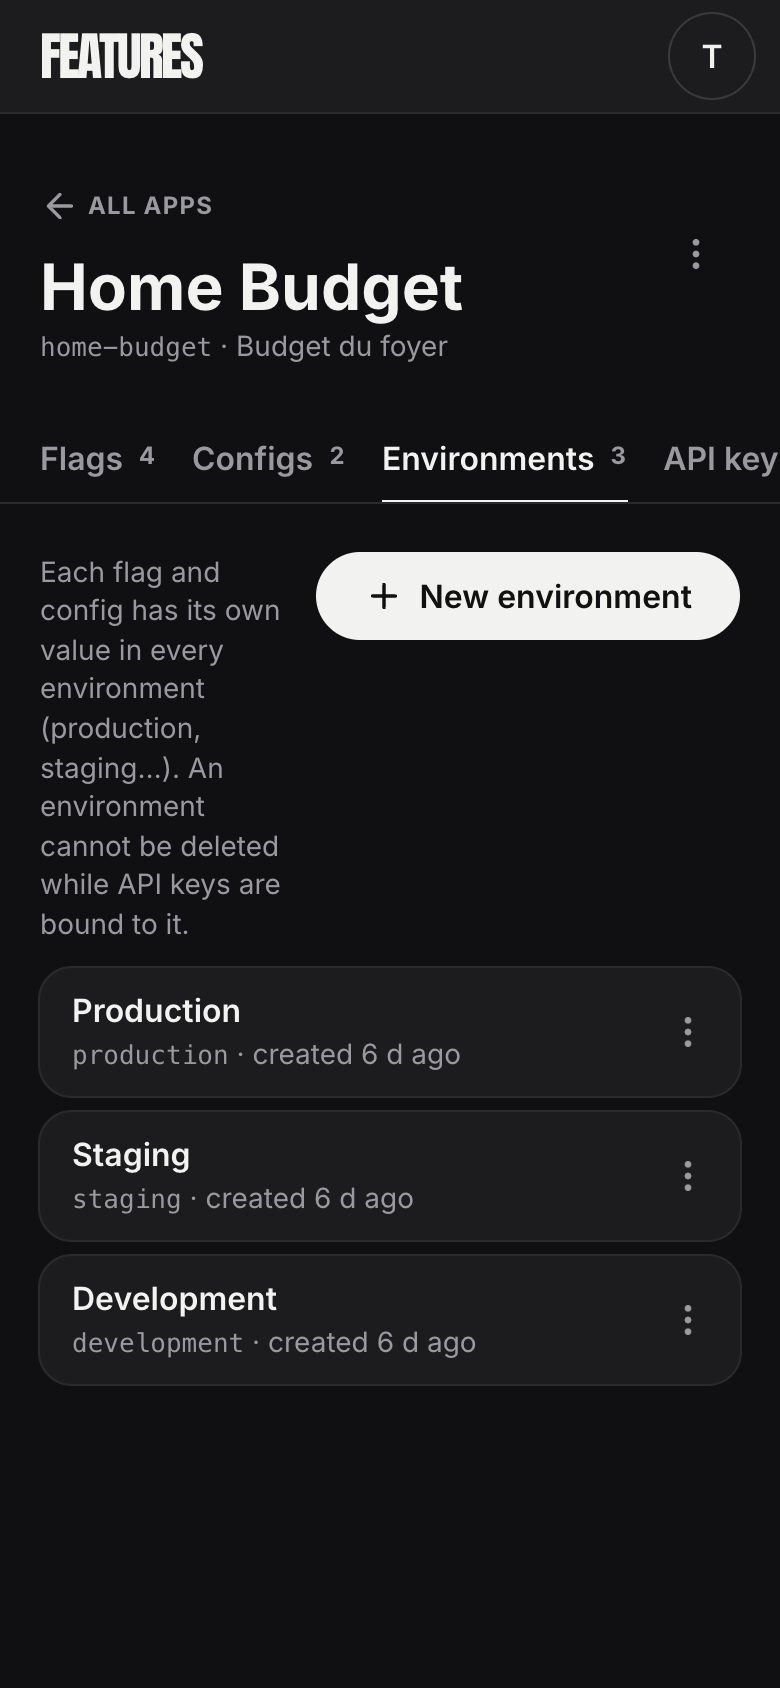 FEATURES
T
ALL APPS
Home Budget
home-budget · Budget du foyer
Flags 4 Configs 2 Environments 3 API key
Each flag and
config has its own
value in every
environment
(production,
staging...). An
environment
cannot be deleted
while API keys are
bound to it.
+ New environment
Production
production · created 6 d ago
Staging
staging · created 6 d ago
Development
development · created 6 d ago